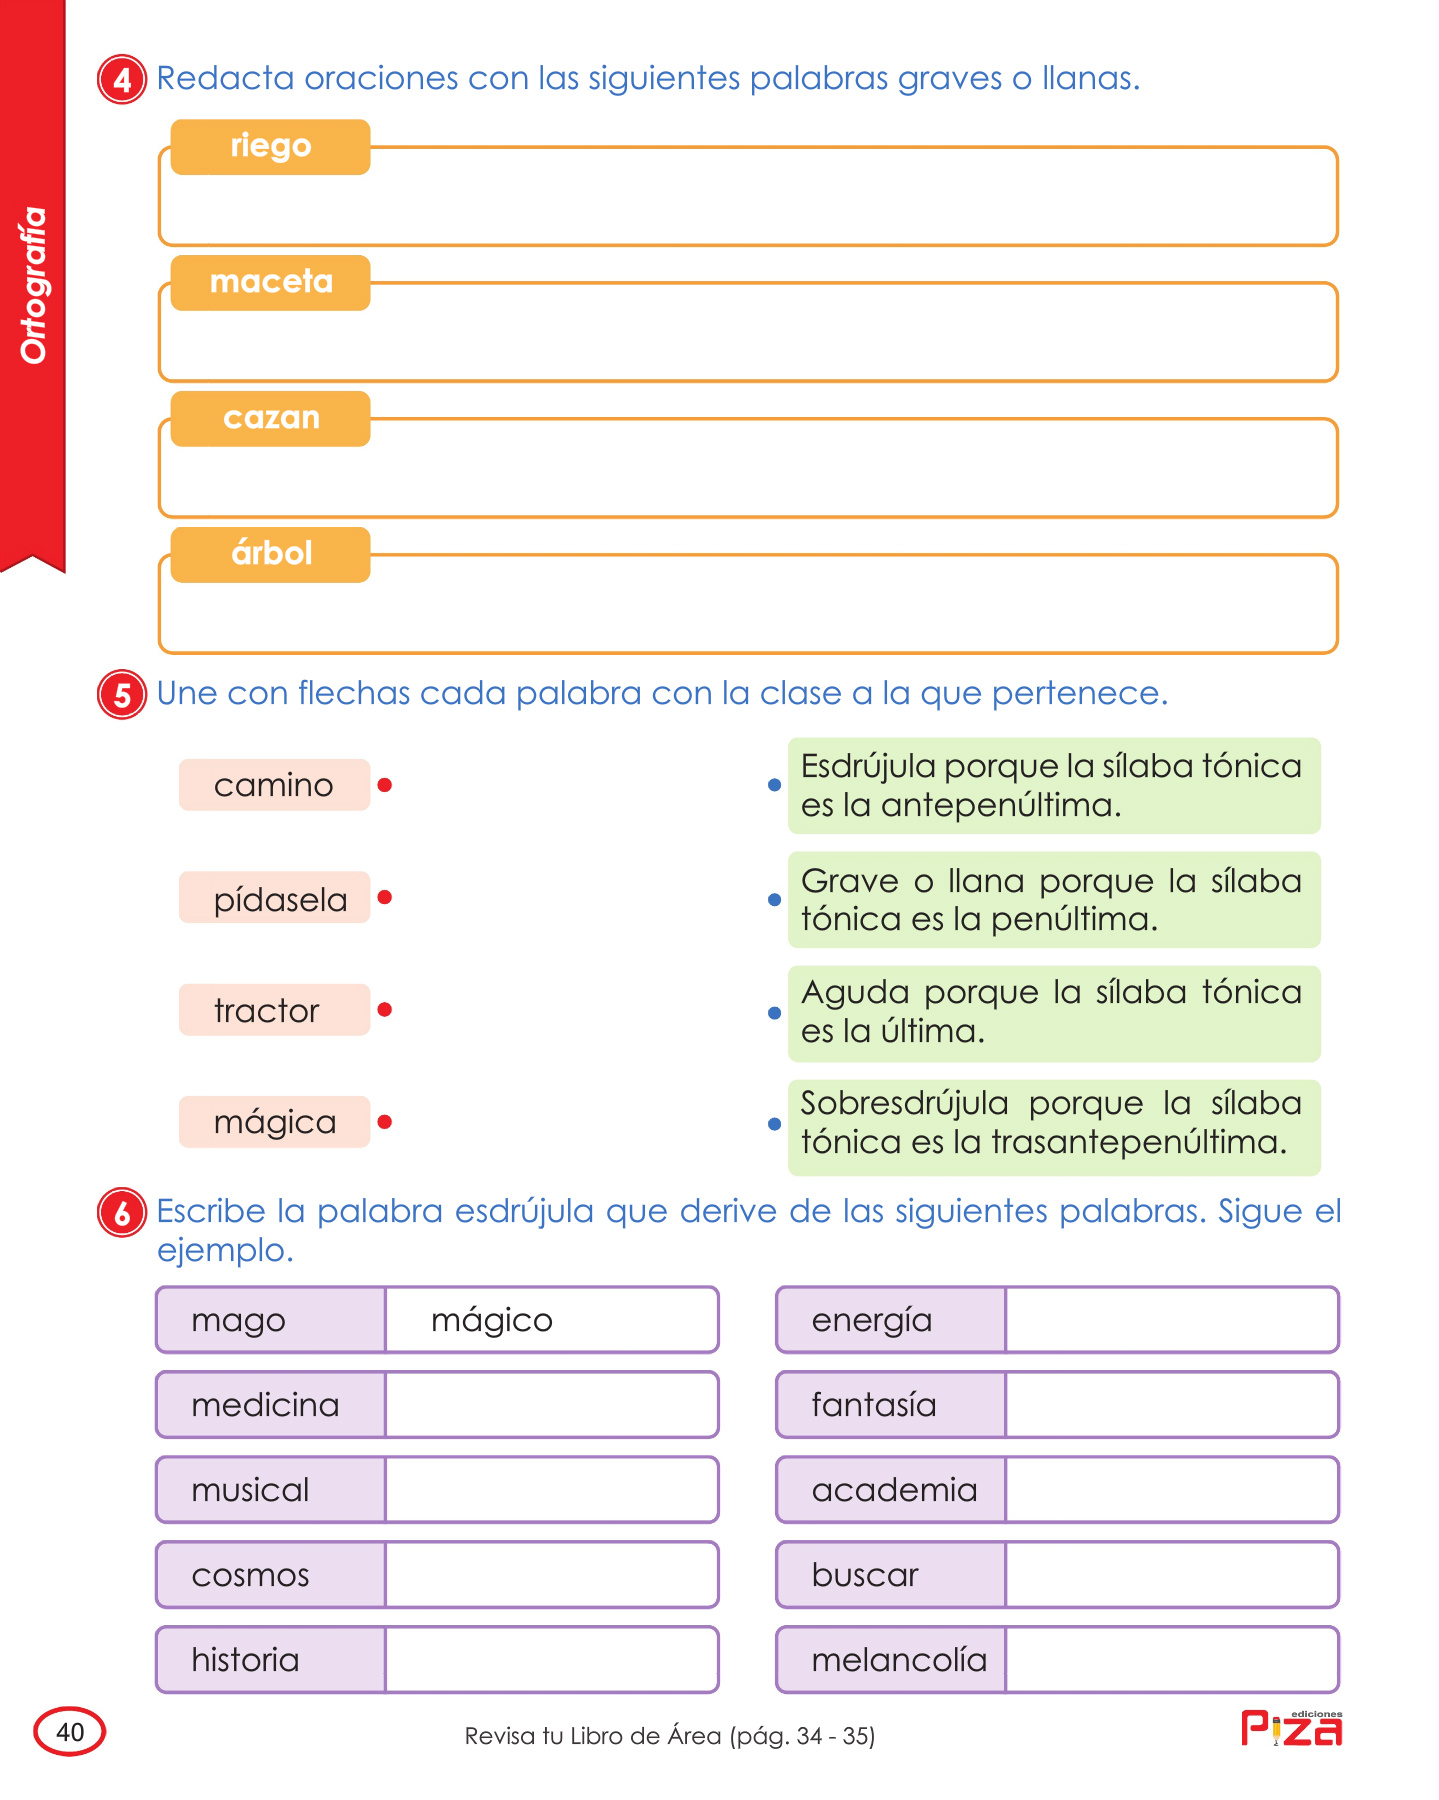 Ortografía
4 Redacta oraciones con las siguientes palabras graves o llanas.
riego
maceta
cazan
árbol
5 Une con flechas cada palabra con la clase a la que pertenece.
camino
pídasela
tractor
mágica
Esdrújula porque la sílaba tónica
es la antepenúltima.
Grave o llana porque la sílaba
tónica es la penúltima.
Aguda porque la sílaba tónica
es la última.
Sobresdrújula porque la sílaba
tónica es la trasantepenúltima.
6 Escribe la palabra esdrújula que derive de las siguientes palabras. Sigue el
ejemplo.
mago mágico
medicina
musical
cosmos
historia
energía
fantasía
academia
buscar
melancolía
40
Revisa tu Libro de Área (pág. 34 - 35)
ediciones
Piza